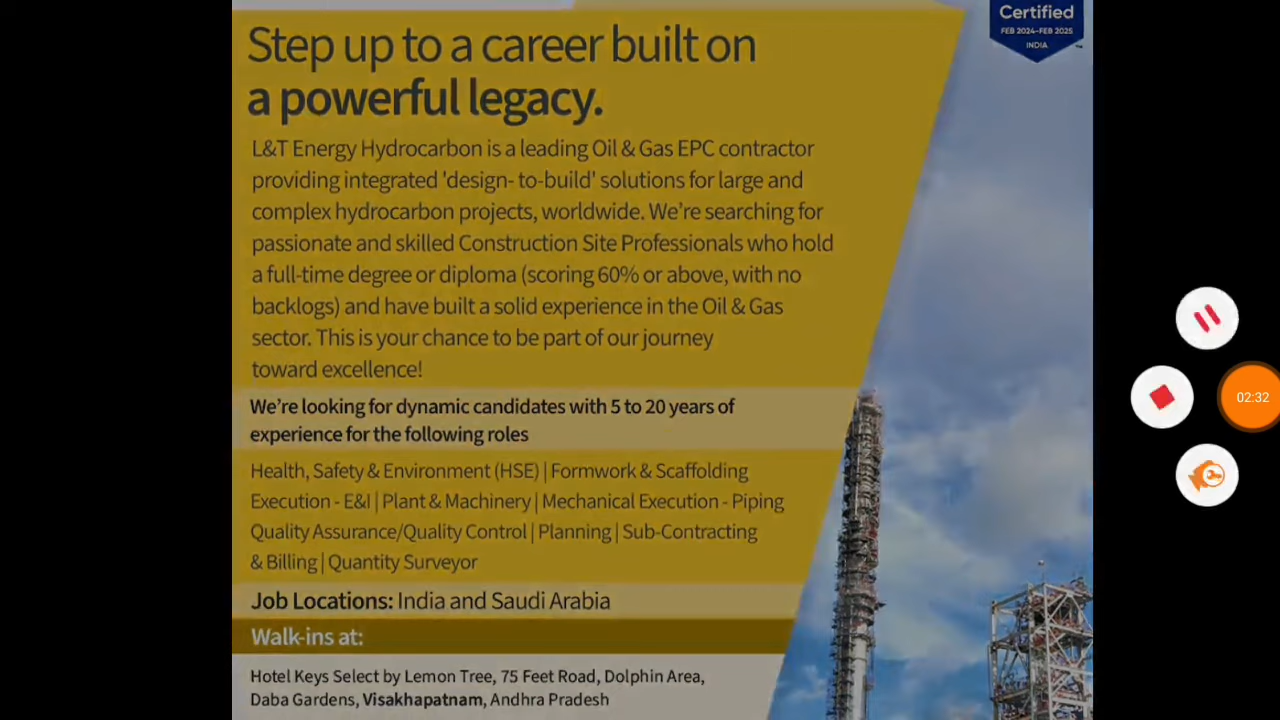 Certified
FEB 2024-FEB 2025
INDIA
™
Step up to a career built on
a powerful legacy.
L&T Energy Hydrocarbon is a leading Oil & Gas EPC contractor
providing integrated 'design- to-build' solutions for large and
complex hydrocarbon projects, worldwide. We're searching for
passionate and skilled Construction Site Professionals who hold
a full-time degree or diploma (scoring 60% or above, with no
backlogs) and have built a solid experience in the Oil & Gas
sector. This is your chance to be part of our journey
toward excellence!
We're looking for dynamic candidates with 5 to 20 years of
experience for the following roles
Health, Safety & Environment (HSE) | Formwork & Scaffolding
Execution - E&I | Plant & Machinery | Mechanical Execution - Piping
Quality Assurance/Quality Control | Planning | Sub-Contracting
& Billing | Quantity Surveyor
Job Locations: India and Saudi Arabia
Walk-ins at:
Hotel Keys Select by Lemon Tree, 75 Feet Road, Dolphin Area,
Daba Gardens, Visakhapatnam, Andhra Pradesh
02:32